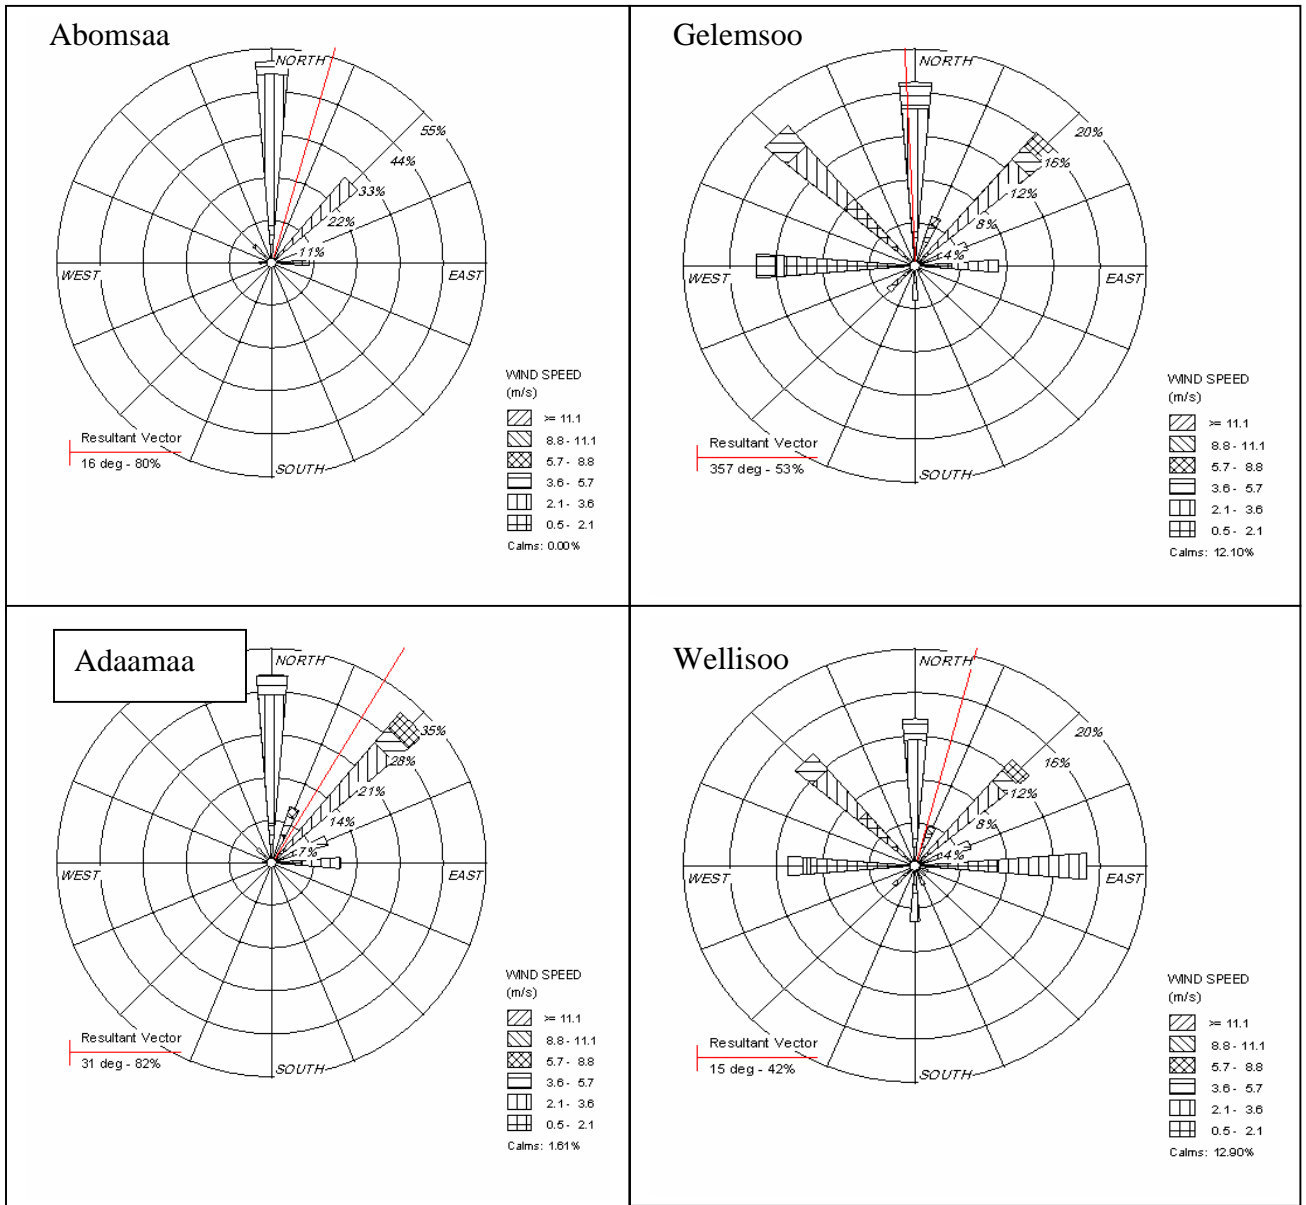 Abomsaa
NORTH
55%
44%
33%
22%
11%
WEST
EAST
SOUTH
WIND SPEED
(m/s)
>= 11.1
8.8 - 11.1
5.7 - 8.8
3.6 - 5.7
2.1 - 3.6
0.5 - 2.1
Calms: 0.00%
Resultant Vector
16 deg - 80%
Gelemsoo
NORTH
20%
16%
12%
8%
4%
WEST
EAST
SOUTH
WIND SPEED
(m/s)
>= 11.1
8.8 - 11.1
5.7 - 8.8
3.6 - 5.7
2.1 - 3.6
0.5 - 2.1
Calms: 12.10%
Resultant Vector
357 deg - 53%
Adaamaa
NORTH
35%
28%
21%
14%
7%
WEST
EAST
SOUTH
WIND SPEED
(m/s)
>= 11.1
8.8 - 11.1
5.7 - 8.8
3.6 - 5.7
2.1 - 3.6
0.5 - 2.1
Calms: 1.61%
Resultant Vector
31 deg - 82%
Wellisoo
NORTH
20%
16%
12%
8%
4%
WEST
EAST
SOUTH
WIND SPEED
(m/s)
>= 11.1
8.8 - 11.1
5.7 - 8.8
3.6 - 5.7
2.1 - 3.6
0.5 - 2.1
Calms: 12.90%
Resultant Vector
15 deg - 42%